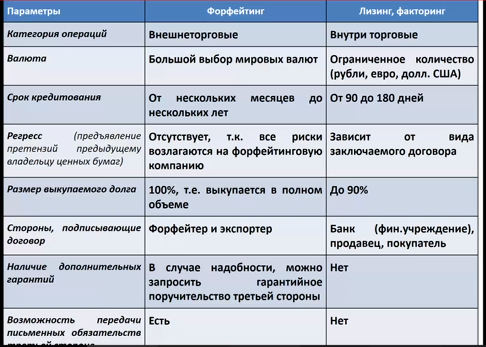 Параметры
Форфейтинг
Лизинг, факторинг
Категория операций
Внешнеторговые
Внутри торговые
Валюта
Большой выбор мировых валют
Ограниченное количество
(рубли, евро, долл. США)
Срок кредитования
От нескольких месяцев до
нескольких лет
От 90 до 180 дней
Регресс (предъявление
претензий предыдущему
владельцу ценных бумаг)
Отсутствует, т.к. все риски
возлагаются на форфейтинговую
компанию
Зависит от вида
заключаемого договора
Размер выкупаемого долга
100%, т.е. выкупается в полном
объеме
До 90%
Стороны, подписывающие
договор
Форфейтер и экспортер
Банк (фин.учреждение),
продавец, покупатель
Наличие дополнительных
гарантий
В случае надобности, можно
запросить гарантийное
поручительство третьей стороны
Нет
Возможность передачи
письменных обязательств
третьей стороне
Есть
Нет